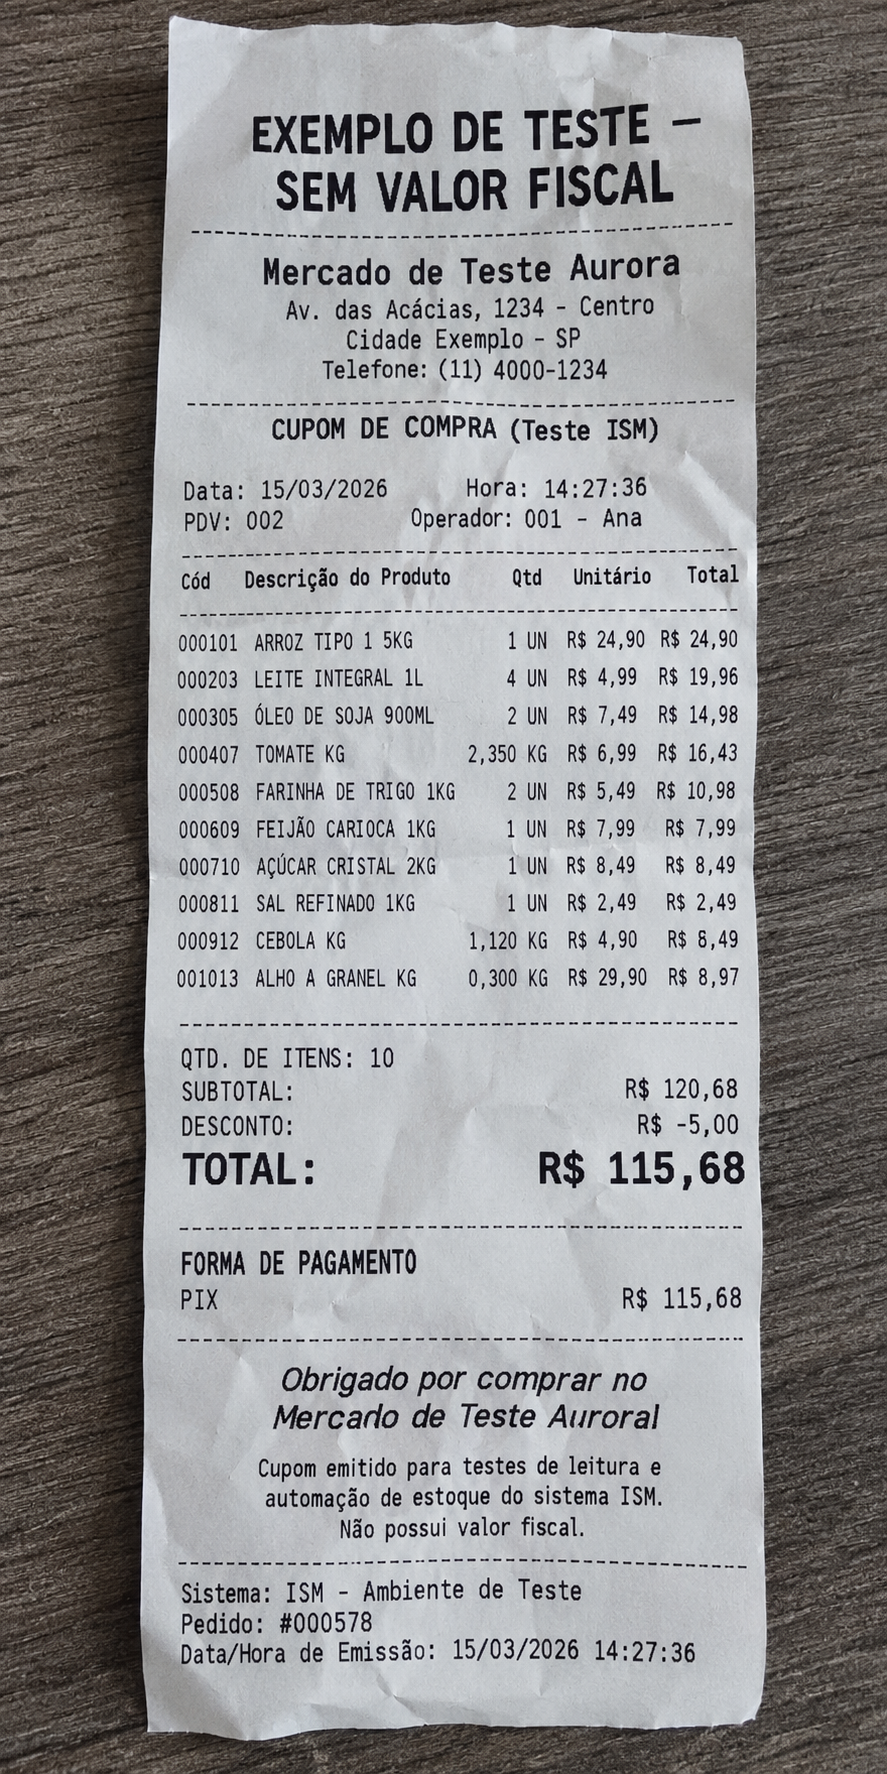 EXEMPLO DE TESTE –
SEM VALOR FISCAL
Mercado de Teste Aurora
Av. das Acácias, 1234 - Centro
Cidade Exemplo - SP
Telefone: (11) 4000-1234
CUPOM DE COMPRA (Teste ISM)
Data: 15/03/2026 Hora: 14:27:36
PDV: 002 Operador: 001 - Ana
Cód Descrição do Produto Qtd Unitário Total
000101 ARROZ TIPO 1 5KG 1 UN R$ 24,90 R$ 24,90
000203 LEITE INTEGRAL 1L 4 UN R$ 4,99 R$ 19,96
000305 ÓLEO DE SOJA 900ML 2 UN R$ 7,49 R$ 14,98
000407 TOMATE KG 2,350 KG R$ 6,99 R$ 16,43
000508 FARINHA DE TRIGO 1KG 2 UN R$ 5,49 R$ 10,98
000609 FEIJÃO CARIOCA 1KG 1 UN R$ 7,99 R$ 7,99
000710 AÇÚCAR CRISTAL 2KG 1 UN R$ 8,49 R$ 8,49
000811 SAL REFINADO 1KG 1 UN R$ 2,49 R$ 2,49
000912 CEBOLA KG 1,120 KG R$ 4,90 R$ 5,49
001013 ALHO A GRANEL KG 0,300 KG R$ 29,90 R$ 8,97
QTD. DE ITENS: 10
SUBTOTAL: R$ 120,68
DESCONTO: R$ -5,00
TOTAL: R$ 115,68
FORMA DE PAGAMENTO
PIX R$ 115,68
Obrigado por comprar no
Mercado de Teste Aurora!
Cupom emitido para testes de leitura e
automação de estoque do sistema ISM.
Não possui valor fiscal.
Sistema: ISM - Ambiente de Teste
Pedido: #000578
Data/Hora de Emissão: 15/03/2026 14:27:36